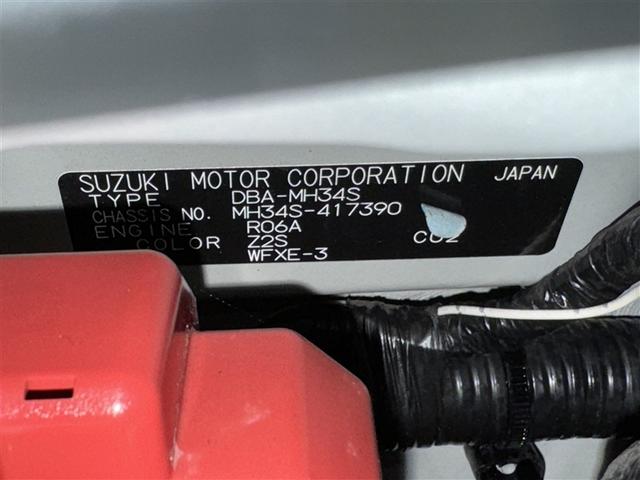 SUZUKI MOTOR CORPORATION JAPAN
TYPE DBA-MH34S
CHASSIS NO. MH34S-417390
ENGINE R06A
COLOR Z2S C02
WFXE-3